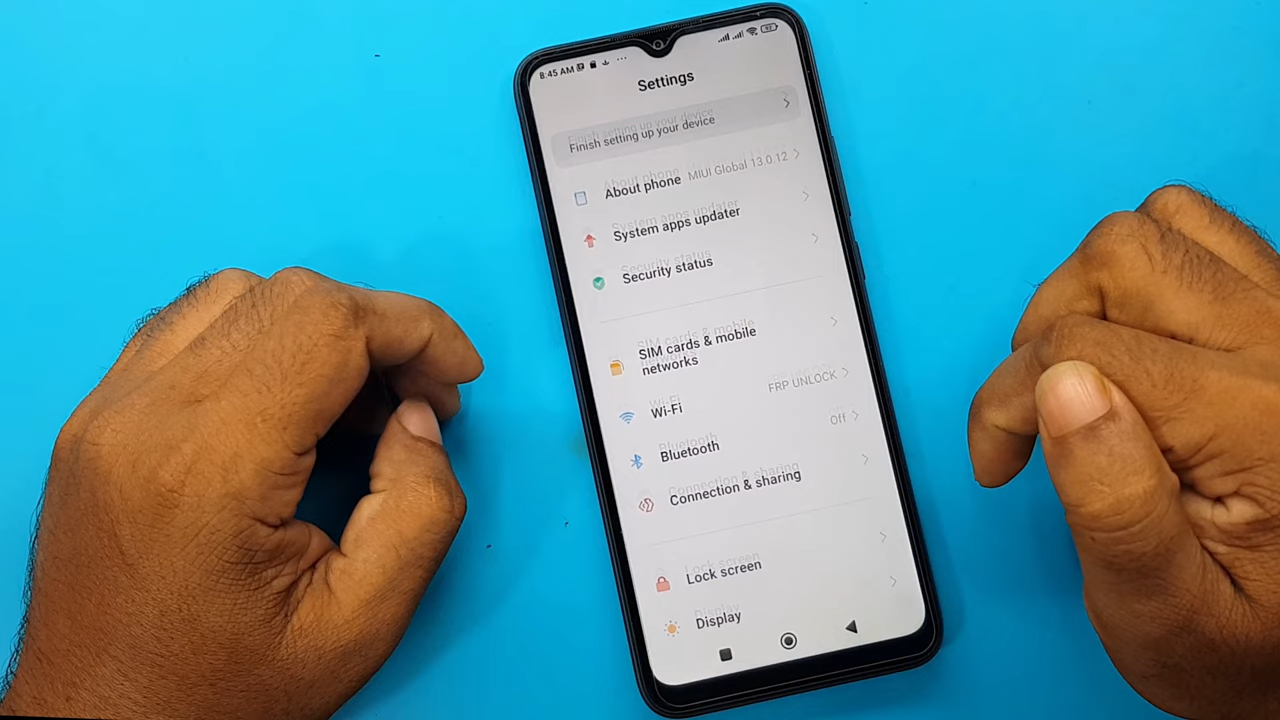 8:45 AM
92
Settings
Finish setting up your device
About phone MIUI Global 13.0.12
System apps updater
Security status
SIM cards & mobile
networks
Wi-Fi FRP UNLOCK
Bluetooth Off
Connection & sharing
Lock screen
Display